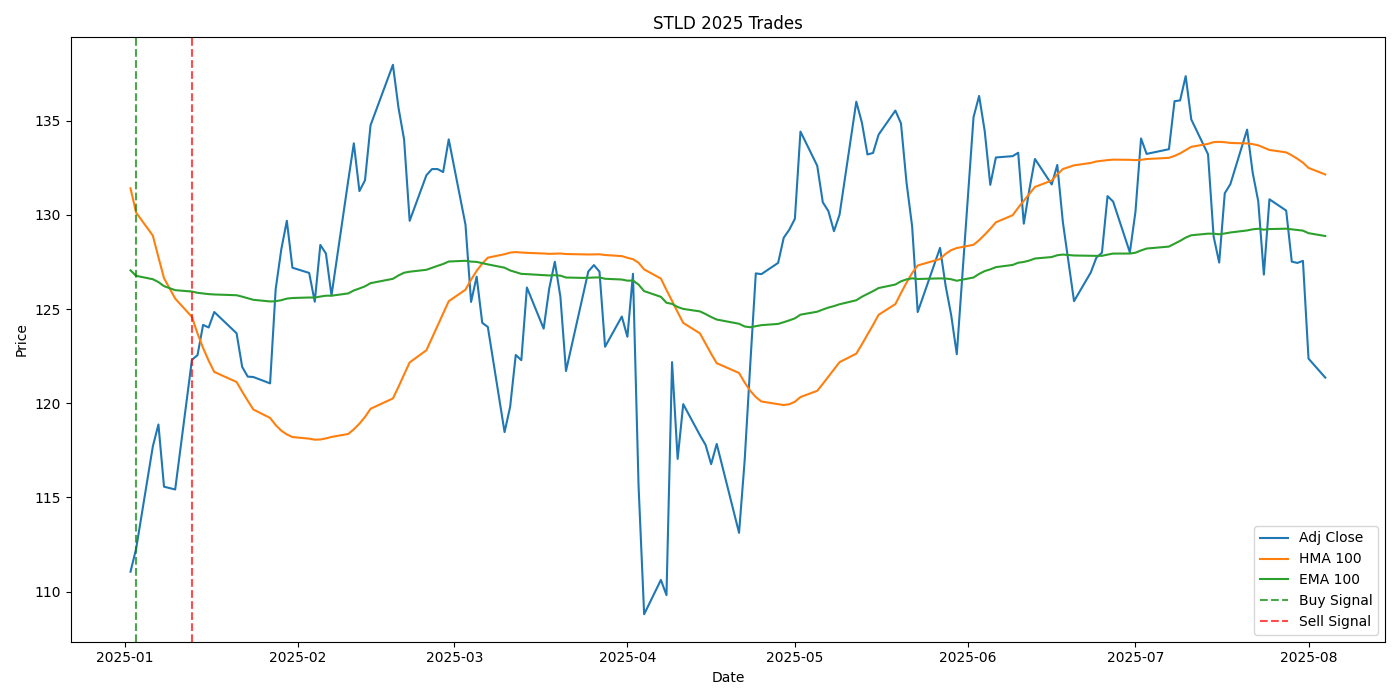 STLD 2025 Trades
Price
135
130
125
120
115
110
Adj Close
HMA 100
EMA 100
Buy Signal
Sell Signal
2025-01 2025-02 2025-03 2025-04 2025-05 2025-06 2025-07 2025-08
Date